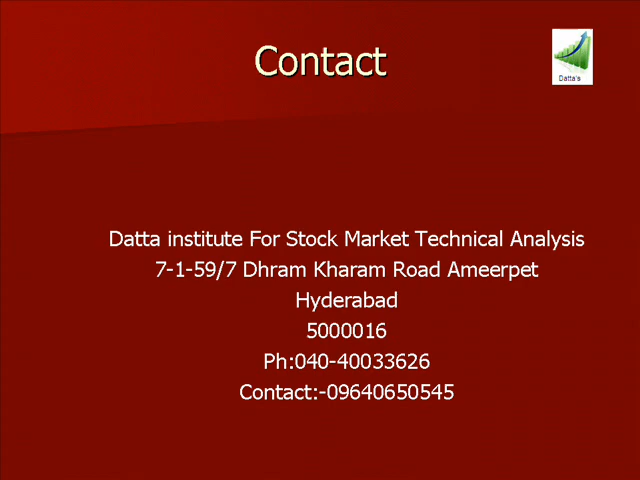 Contact
Datta's
Datta institute For Stock Market Technical Analysis
7-1-59/7 Dhram Kharam Road Ameerpet
Hyderabad
5000016
Ph:040-40033626
Contact:-09640650545